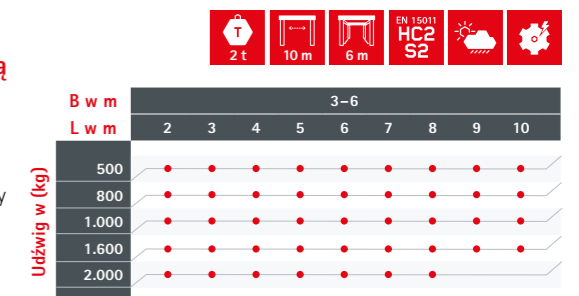 T
2 t
10 m
6 m
EN 15011
HC2
S2
ą
B w m 3–6
L w m 2 3 4 5 6 7 8 9 10
Udźwig w (kg)
500
800
y
1.000
1.600
2.000